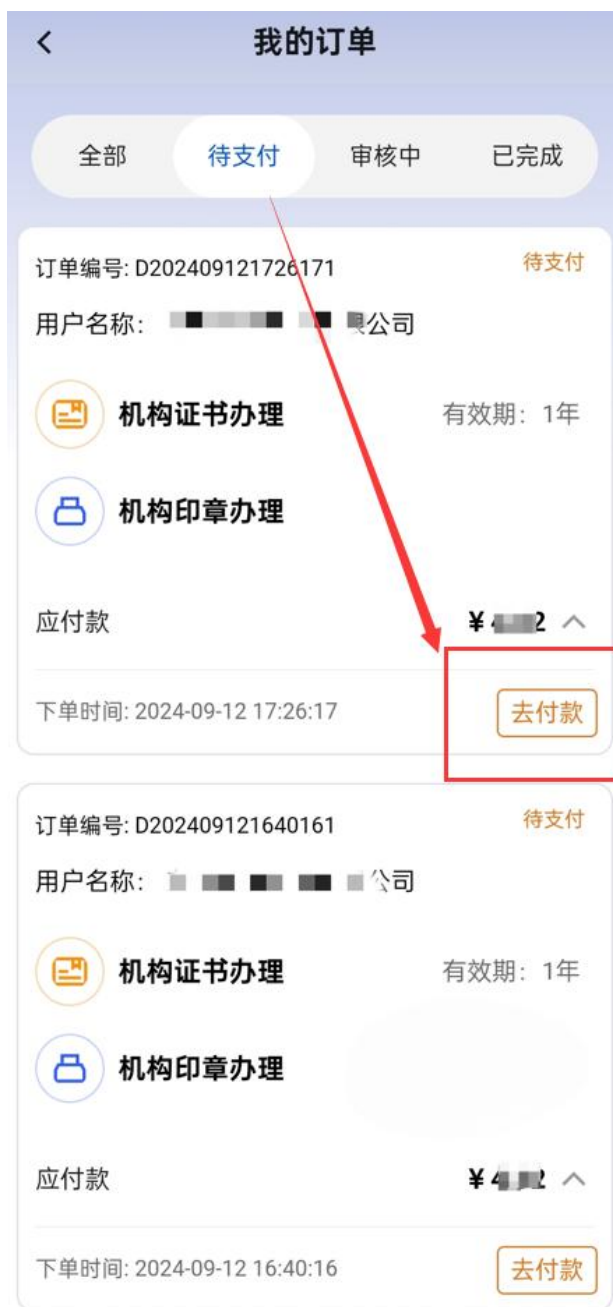 我的订单
全部 待支付 审核中 已完成
订单编号: D202409121726171 待支付
用户名称： 公司
机构证书办理 有效期：1年
机构印章办理
应付款 ¥
下单时间: 2024-09-12 17:26:17 去付款
订单编号: D202409121640161 待支付
用户名称： 公司
机构证书办理 有效期：1年
机构印章办理
应付款 ¥
下单时间: 2024-09-12 16:40:16 去付款